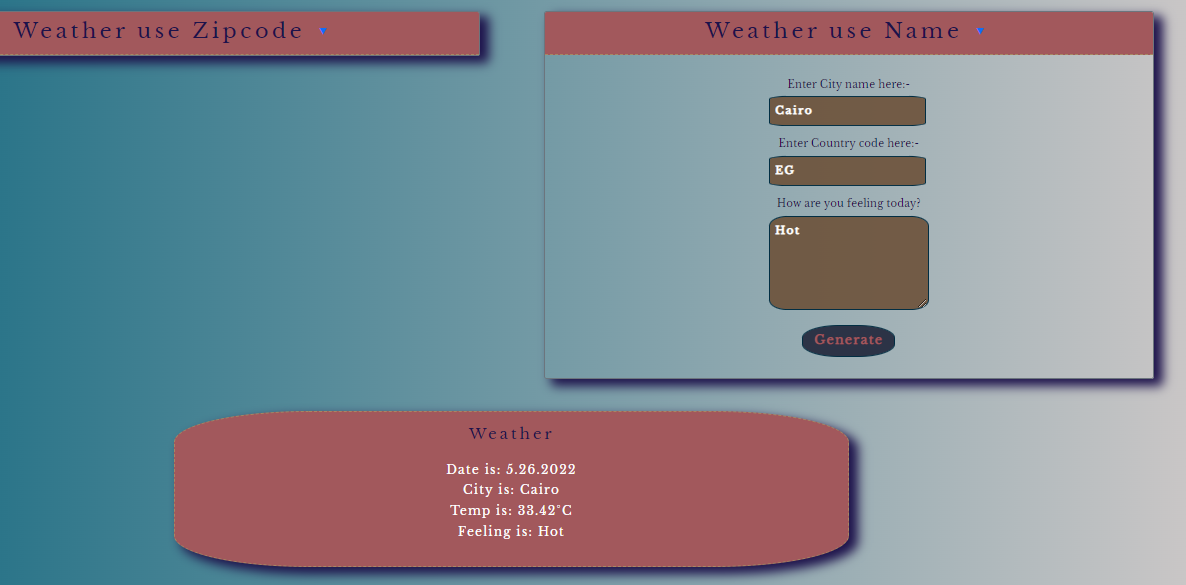 Weather use Zipcode ▼
Weather use Name ▼
Enter City name here:-
Cairo
Enter Country code here:-
EG
How are you feeling today?
Hot
Generate
Weather
Date is: 5.26.2022
City is: Cairo
Temp is: 33.42°C
Feeling is: Hot